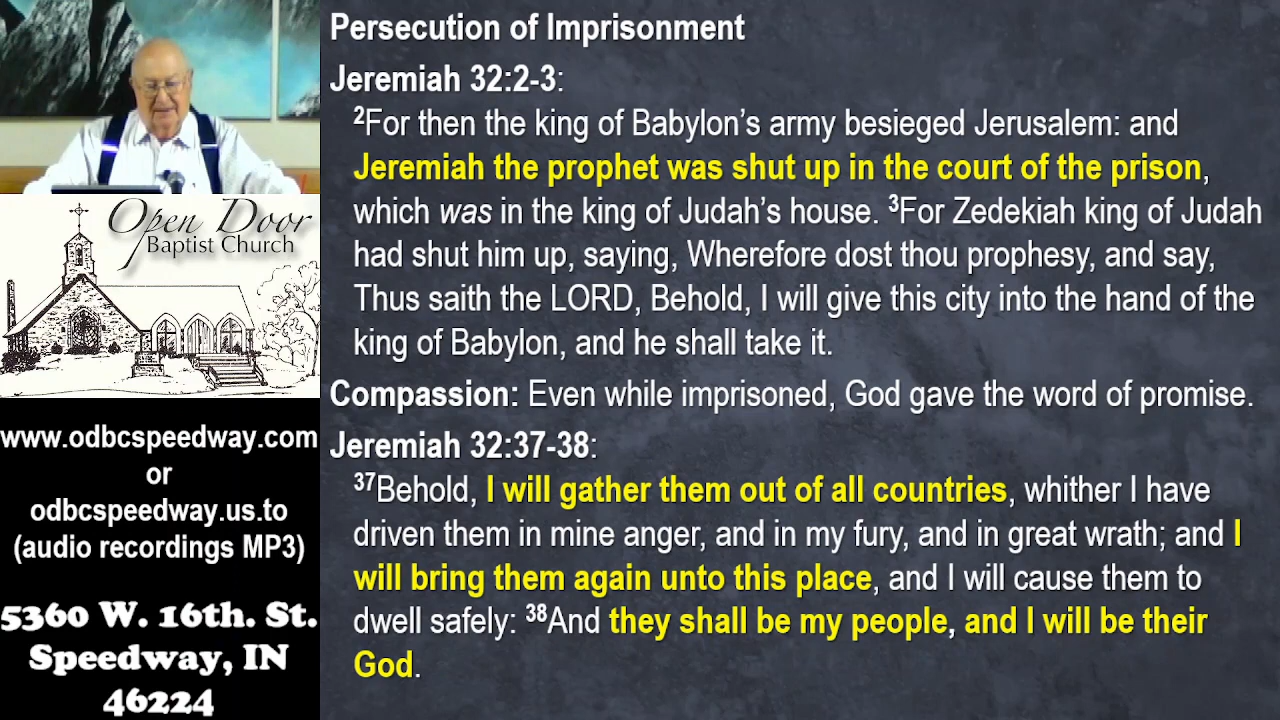 Persecution of Imprisonment
Jeremiah 32:2-3:
2For then the king of Babylon’s army besieged Jerusalem: and
Jeremiah the prophet was shut up in the court of the prison,
which was in the king of Judah’s house. 3For Zedekiah king of Judah
had shut him up, saying, Wherefore dost thou prophesy, and say,
Thus saith the LORD, Behold, I will give this city into the hand of the
king of Babylon, and he shall take it.
Compassion: Even while imprisoned, God gave the word of promise.
Jeremiah 32:37-38:
37Behold, I will gather them out of all countries, whither I have
driven them in mine anger, and in my fury, and in great wrath; and I
will bring them again unto this place, and I will cause them to
dwell safely: 38And they shall be my people, and I will be their
God.
Open Door
Baptist Church
www.odbcspeedway.com
or
odbcspeedway.us.to
(audio recordings MP3)
5360 W. 16th. St.
Speedway, IN
46224